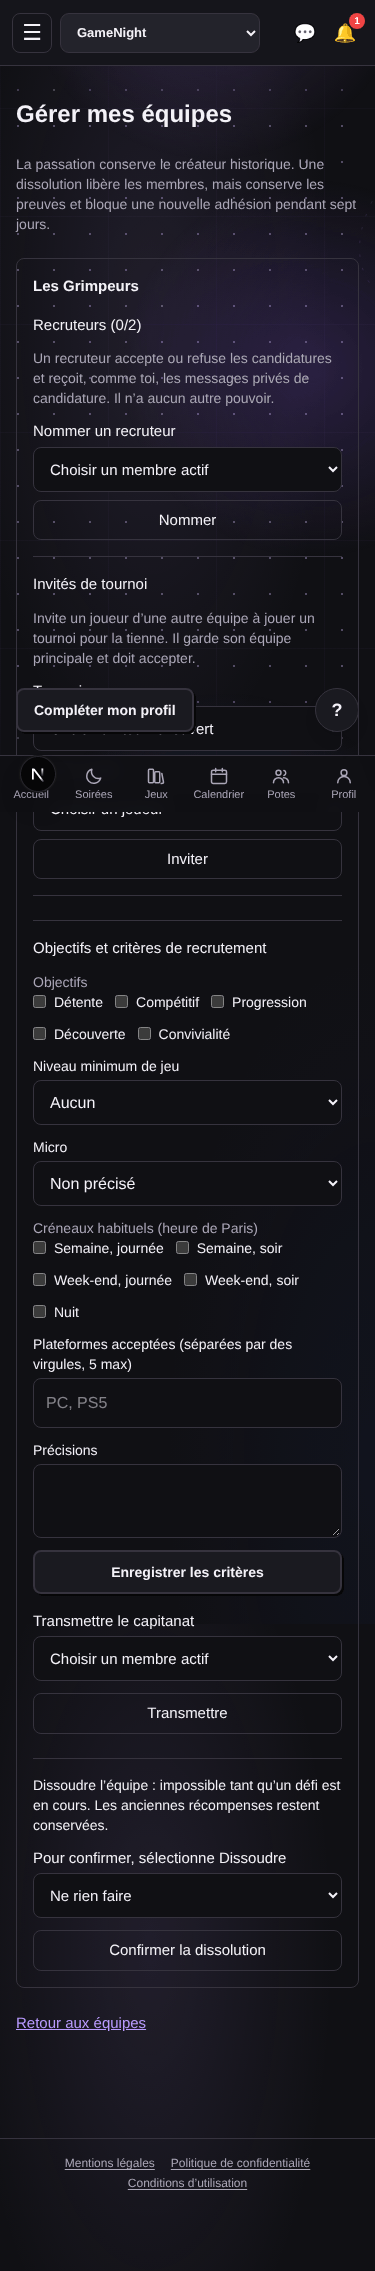 ☰ GameNight 💬 🔔 1
Gérer mes équipes
La passation conserve le créateur historique. Une
dissolution libère les membres, mais conserve les
preuves et bloque une nouvelle adhésion pendant sept
jours.
Les Grimpeurs
Recruteurs (0/2)
Un recruteur accepte ou refuse les candidatures
et reçoit, comme toi, les messages privés de
candidature. Il n’a aucun autre pouvoir.
Nommer un recruteur
Choisir un membre actif
Nommer
Invités de tournoi
Invite un joueur d’une autre équipe à jouer un
tournoi pour la tienne. Il garde son équipe
principale et doit accepter.
Compléter mon profil ?
N
Accueil Soirées Jeux Calendrier Potes Profil
Inviter
Objectifs et critères de recrutement
Objectifs
Détente Compétitif Progression
Découverte Convivialité
Niveau minimum de jeu
Aucun
Micro
Non précisé
Créneaux habituels (heure de Paris)
Semaine, journée Semaine, soir
Week-end, journée Week-end, soir
Nuit
Plateformes acceptées (séparées par des
virgules, 5 max)
PC, PS5
Précisions
Enregistrer les critères
Transmettre le capitanat
Choisir un membre actif
Transmettre
Dissoudre l’équipe : impossible tant qu’un défi est
en cours. Les anciennes récompenses restent
conservées.
Pour confirmer, sélectionne Dissoudre
Ne rien faire
Confirmer la dissolution
Retour aux équipes
Mentions légales Politique de confidentialité
Conditions d’utilisation